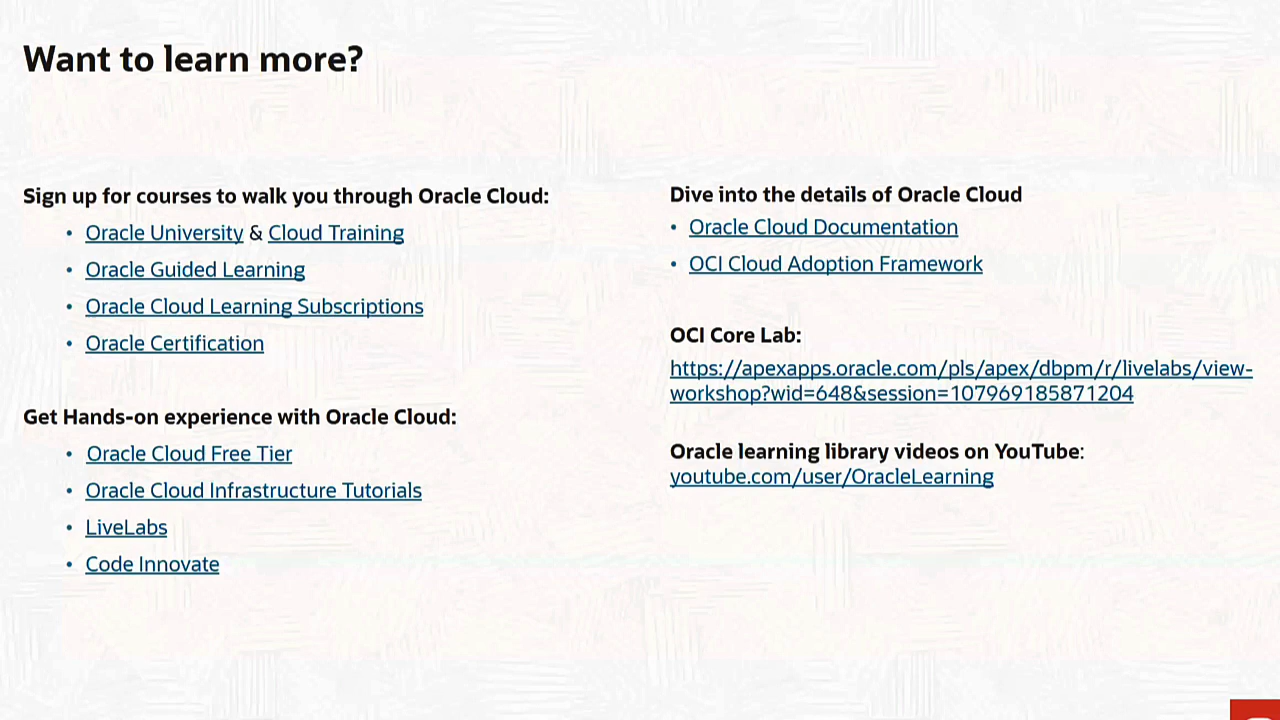 Want to learn more?
Sign up for courses to walk you through Oracle Cloud:
• Oracle University & Cloud Training
• Oracle Guided Learning
• Oracle Cloud Learning Subscriptions
• Oracle Certification
Get Hands-on experience with Oracle Cloud:
• Oracle Cloud Free Tier
• Oracle Cloud Infrastructure Tutorials
• LiveLabs
• Code Innovate
Dive into the details of Oracle Cloud
• Oracle Cloud Documentation
• OCI Cloud Adoption Framework
OCI Core Lab:
https://apexapps.oracle.com/pls/apex/dbpm/r/livelabs/view-
workshop?wid=648&session=107969185871204
Oracle learning library videos on YouTube:
youtube.com/user/OracleLearning